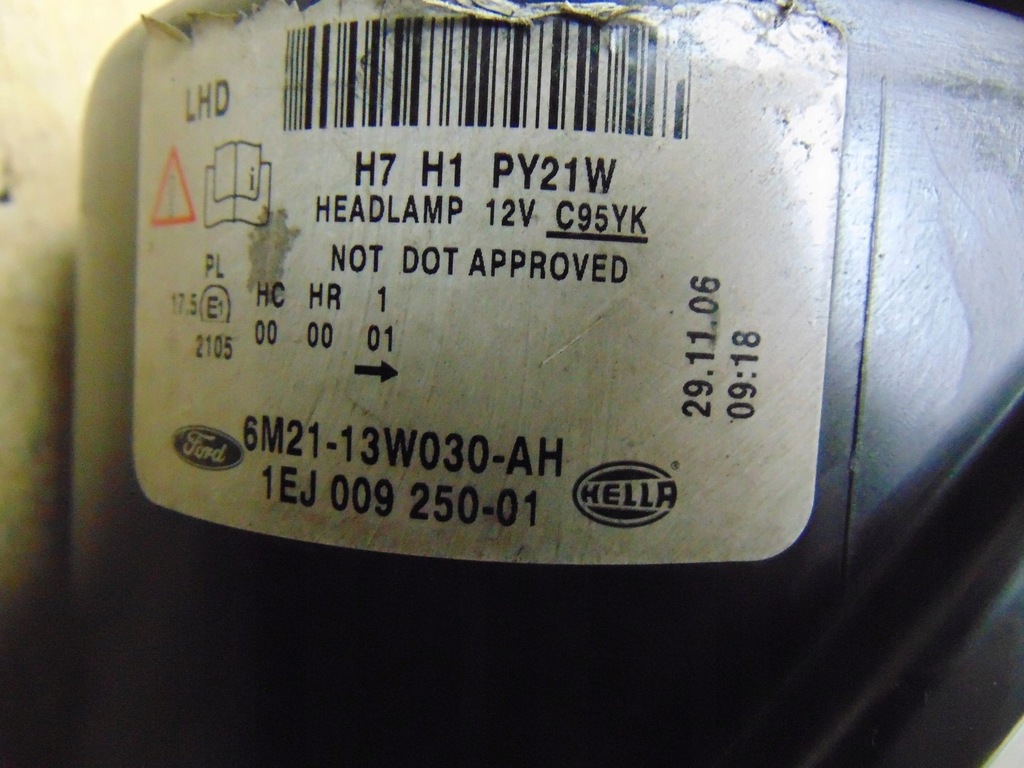 LHD
H7 H1 PY21W
HEADLAMP 12V C95YK
NOT DOT APPROVED
PL
17.5 E1 HC HR 1
2105 00 00 01
29.11.06
09:18
Ford 6M21-13W030-AH
1EJ 009 250-01
HELLA ®